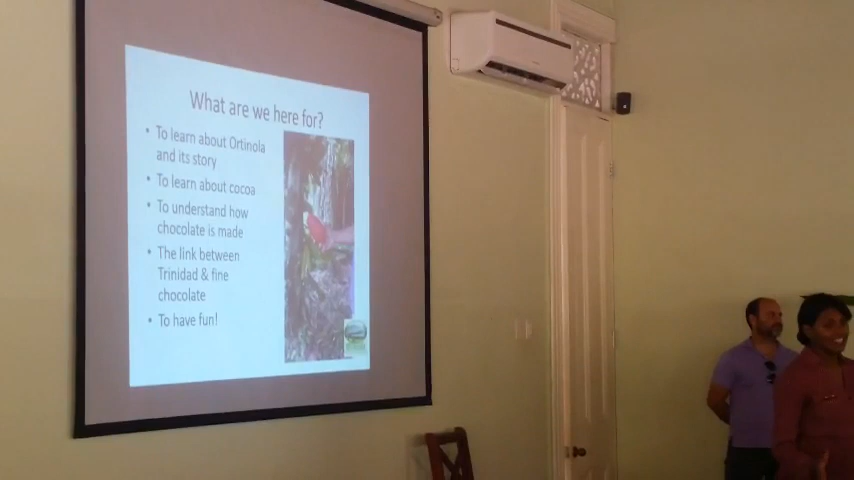 What are we here for?
• To learn about Ortinola
and its story
• To learn about cocoa
• To understand how
chocolate is made
• The link between
Trinidad & fine
chocolate
• To have fun!